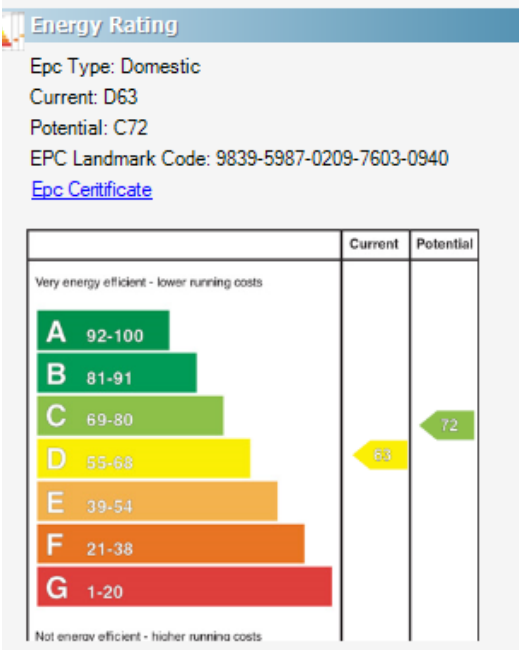 Energy Rating
Epc Type: Domestic
Current: D63
Potential: C72
EPC Landmark Code: 9839-5987-0209-7603-0940
Epc Ceritificate
Current Potential
Very energy efficient - lower running costs
A 92-100
B 81-91
C 69-80
72
D 55-68
63
E 39-54
F 21-38
G 1-20
Not energy efficient - higher running costs